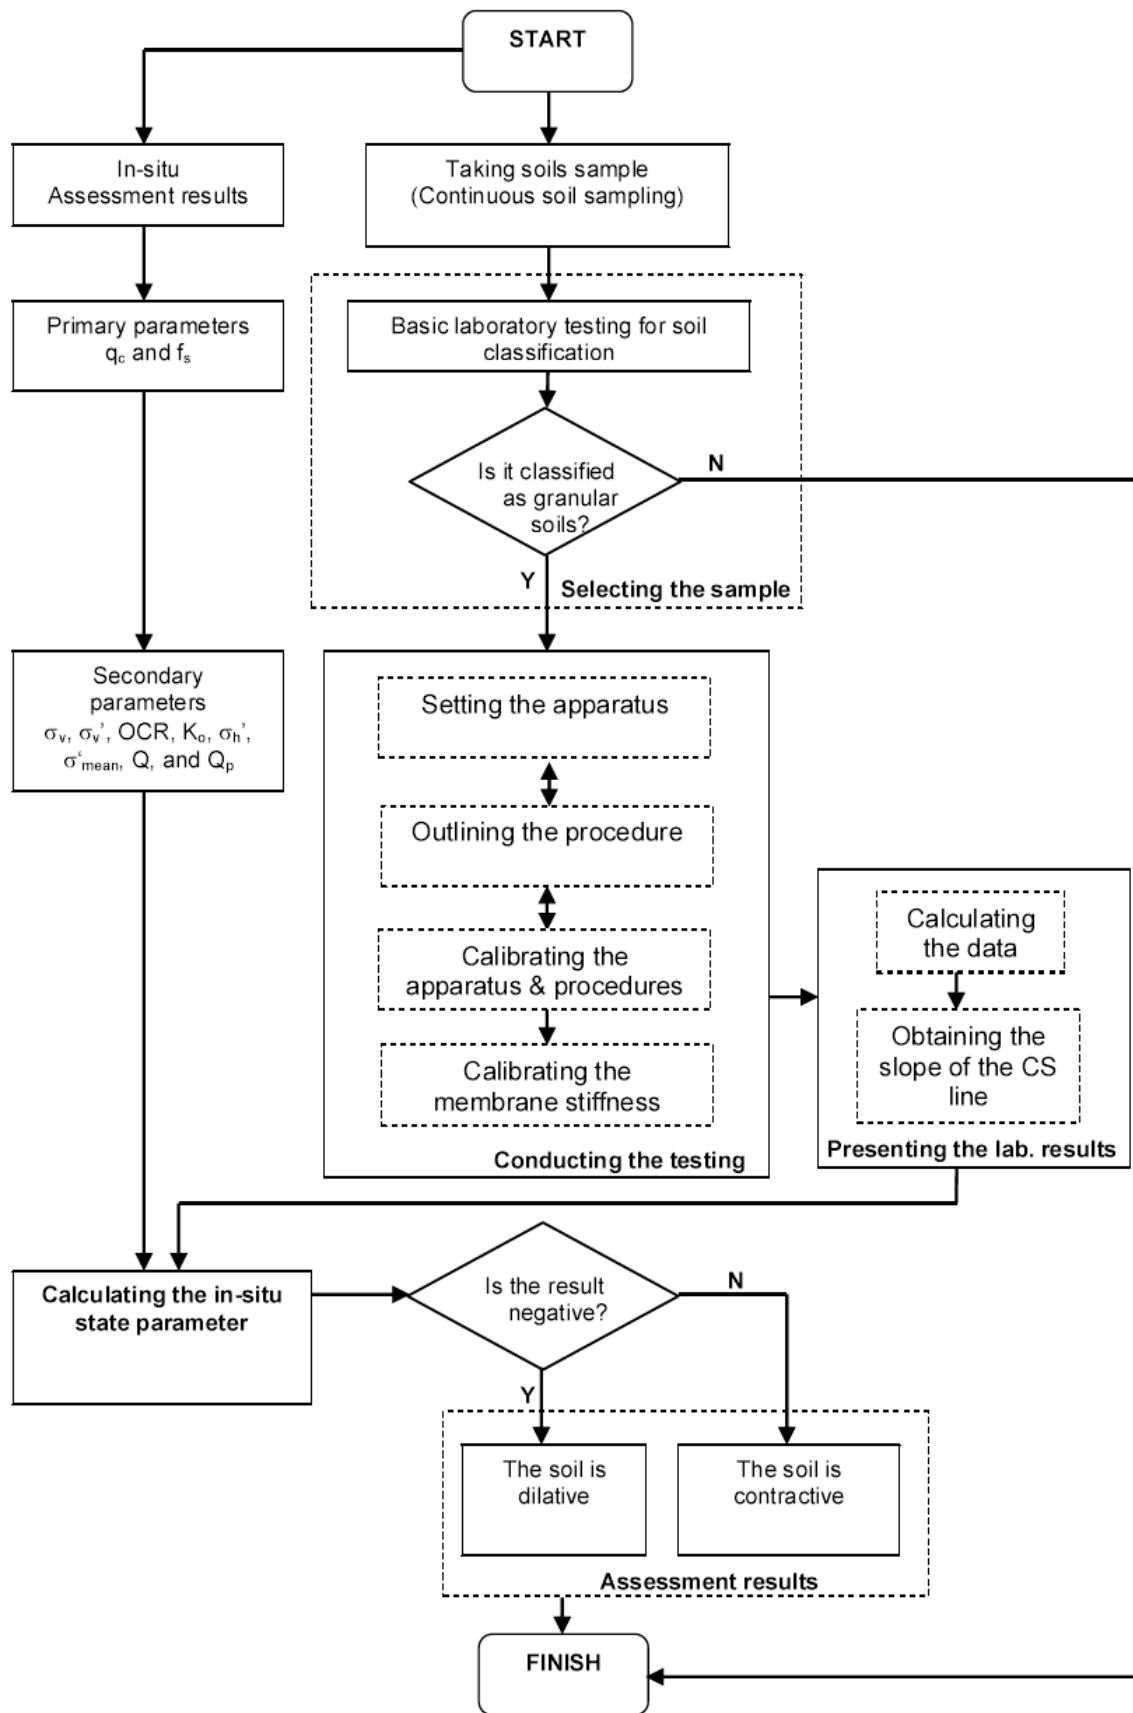 START
In-situ
Assessment results
Taking soils sample
(Continuous soil sampling)
Primary parameters
qc and fs
Basic laboratory testing for soil
classification
Is it classified
as granular
soils?
N
Y
Selecting the sample
Secondary
parameters
σv, σv', OCR, Ko, σh',
σ'mean, Q, and Qp
Setting the apparatus
Outlining the procedure
Calibrating the
apparatus & procedures
Calibrating the
membrane stiffness
Conducting the testing
Calculating
the data
Obtaining the
slope of the CS
line
Presenting the lab. results
Calculating the in-situ
state parameter
Is the result
negative?
N
Y
The soil is
dilative
The soil is
contractive
Assessment results
FINISH